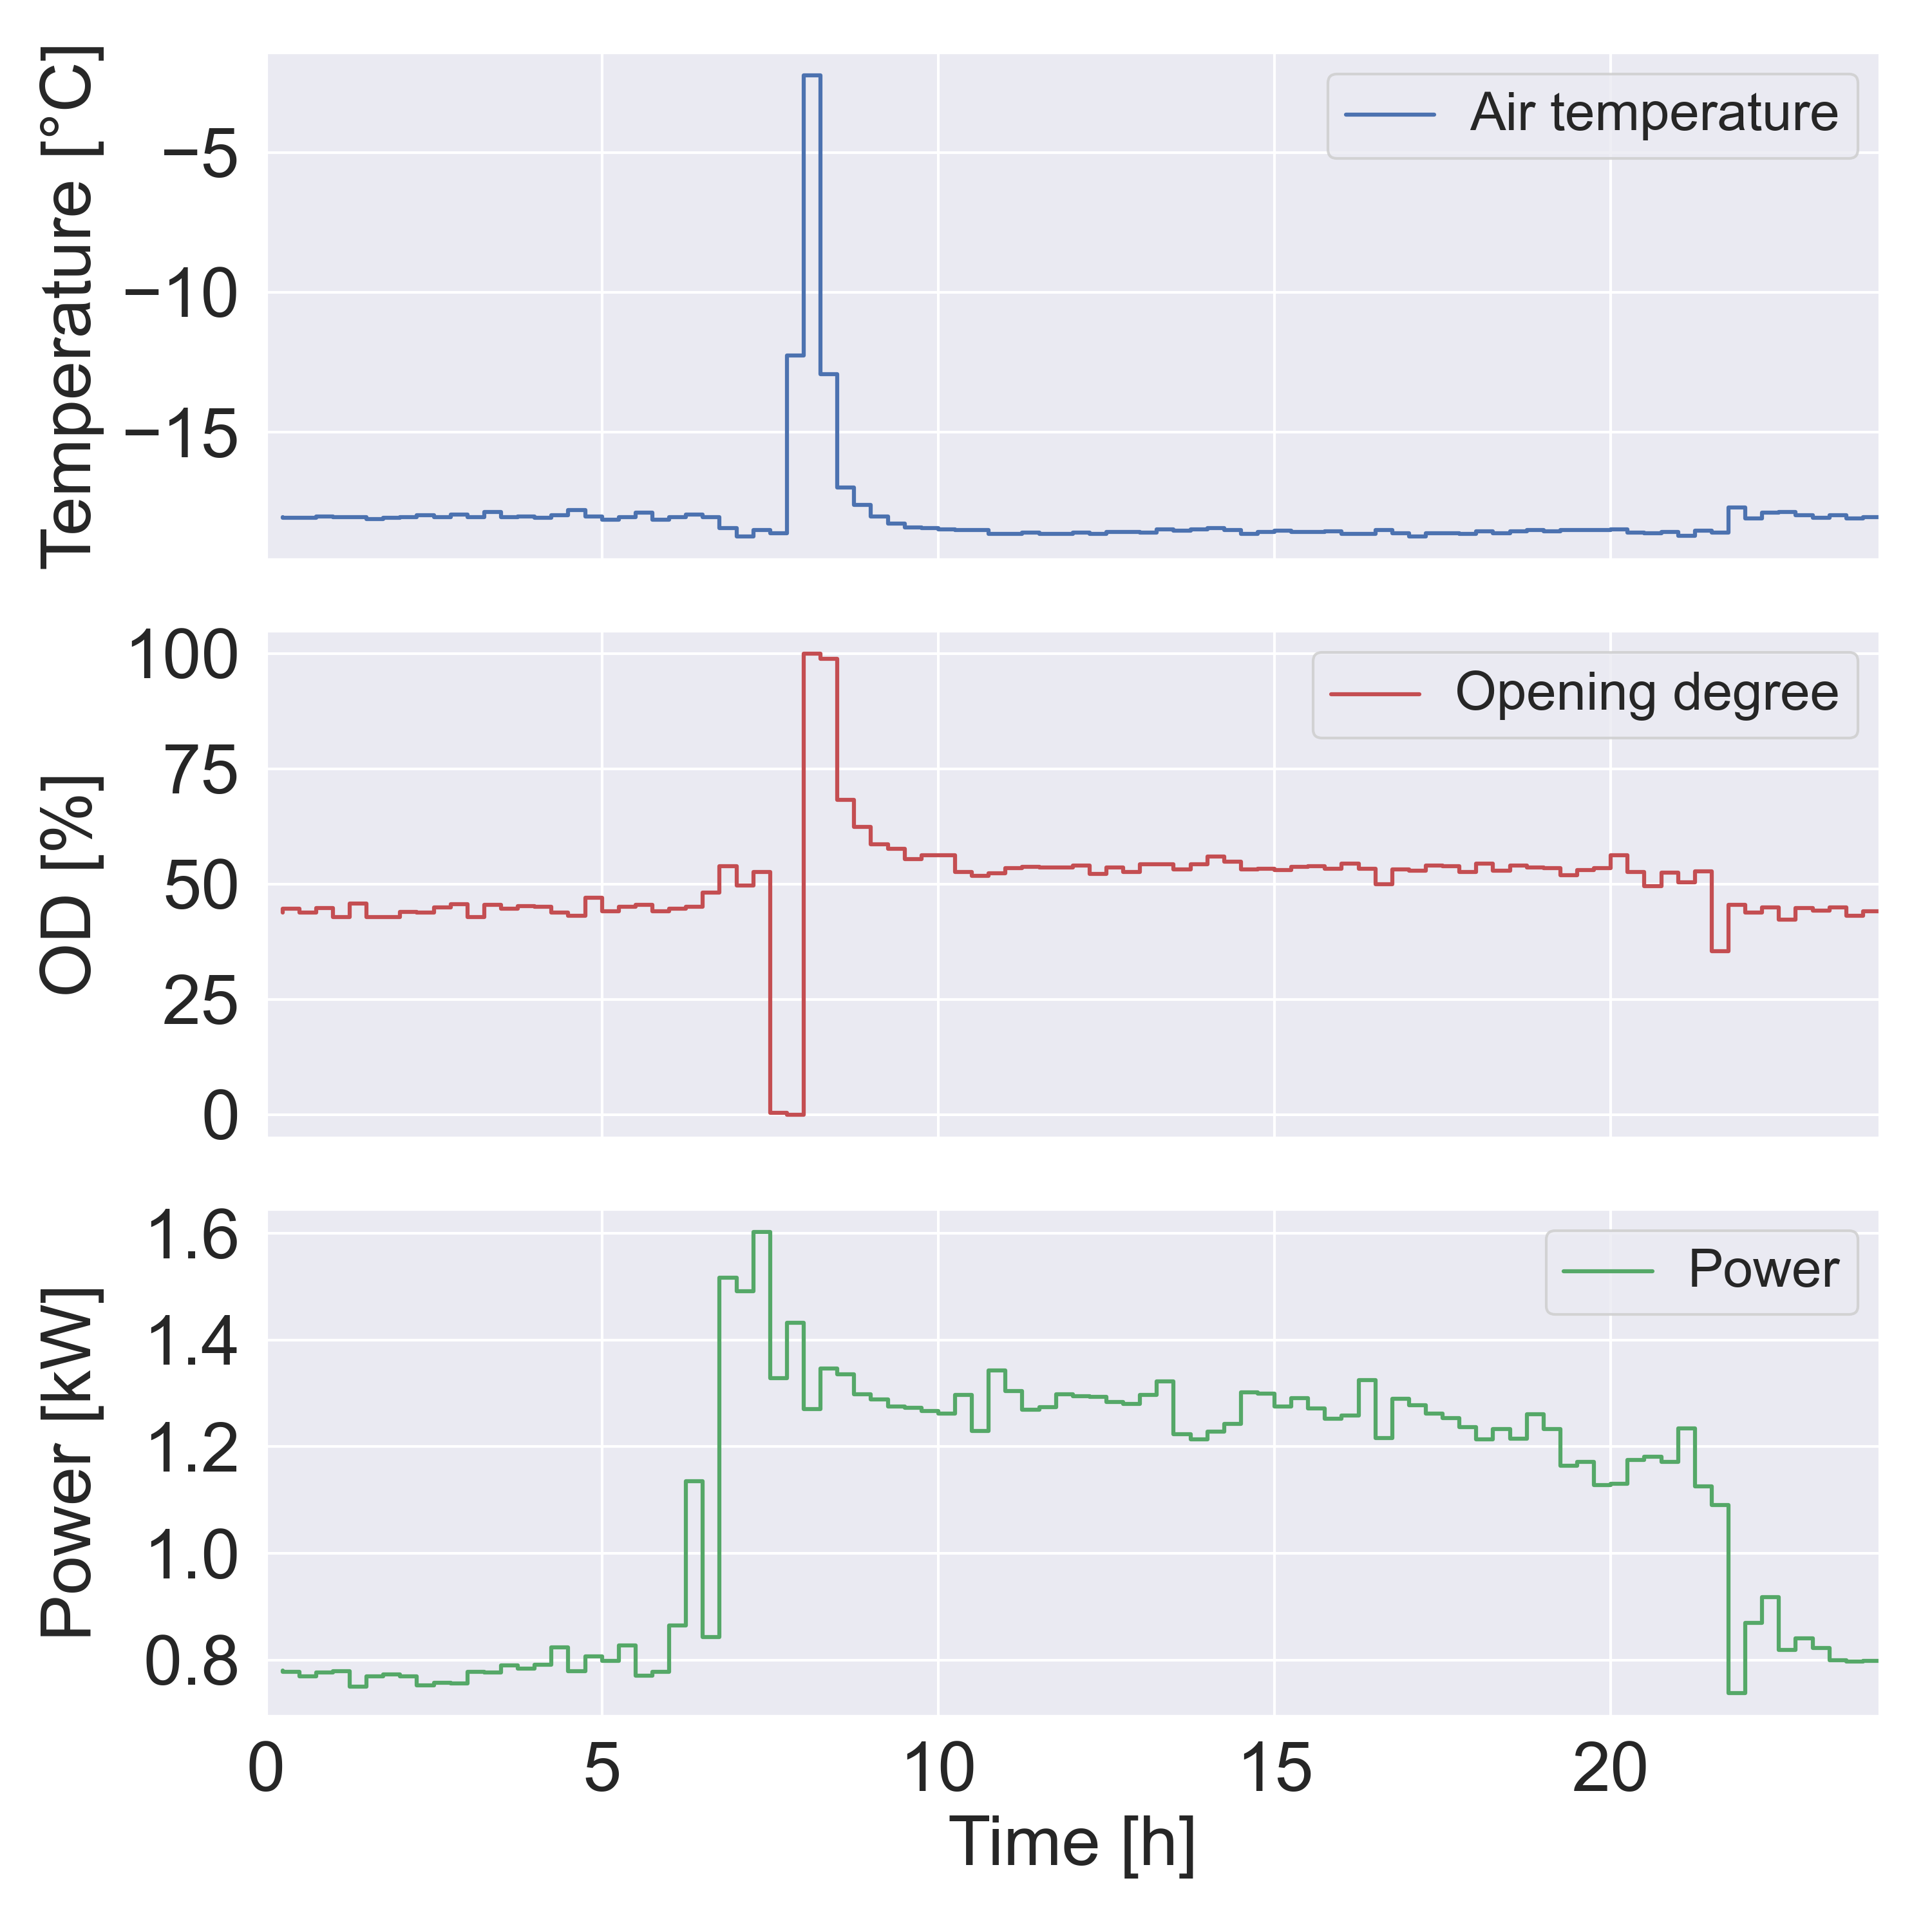 Temperature [°C]
−5
−10
−15
Air temperature
OD [%]
100
75
50
25
0
Opening degree
Power [kW]
1.6
1.4
1.2
1.0
0.8
Power
0 5 10 15 20
Time [h]